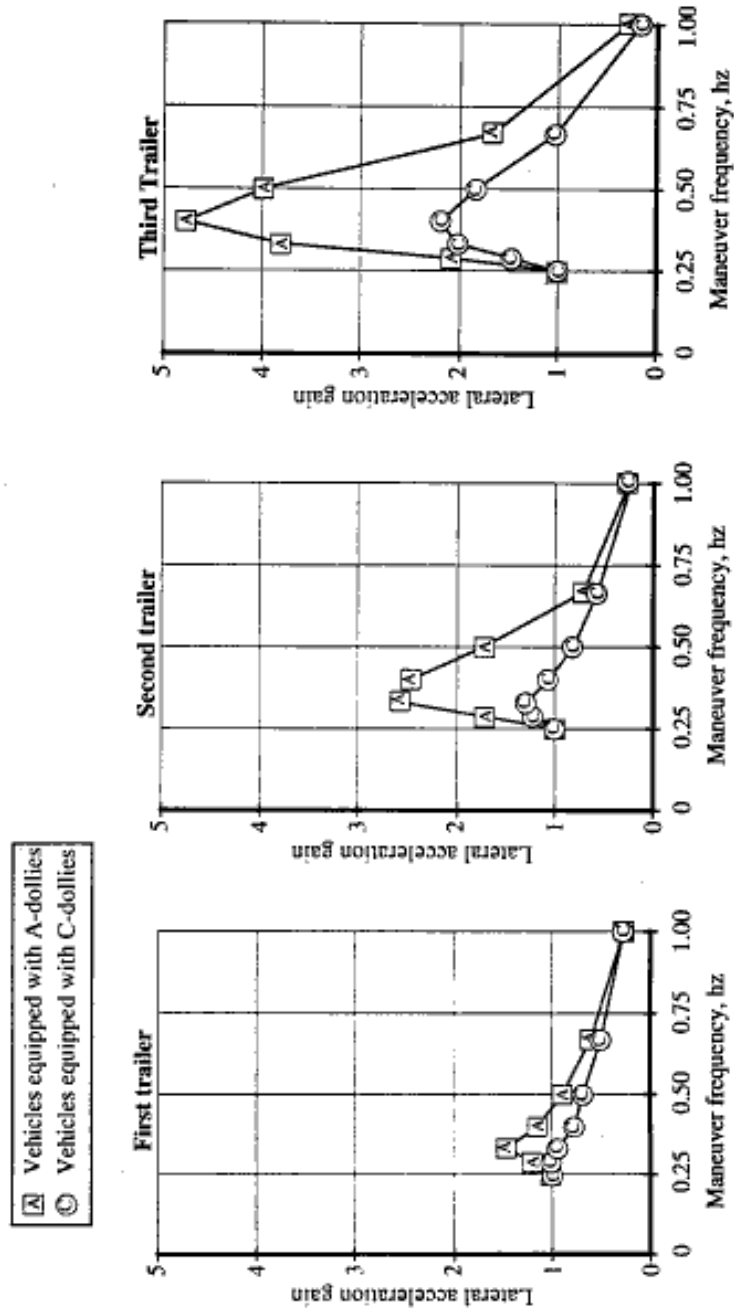 A Vehicles equipped with A-dollies
C Vehicles equipped with C-dollies
First trailer
5
4
3
2
1
0
Lateral acceleration gain
0 0.25 0.50 0.75 1.00
Maneuver frequency, hz
Second trailer
5
4
3
2
1
0
Lateral acceleration gain
0 0.25 0.50 0.75 1.00
Maneuver frequency, hz
Third Trailer
5
4
3
2
1
0
Lateral acceleration gain
0 0.25 0.50 0.75 1.00
Maneuver frequency, hz